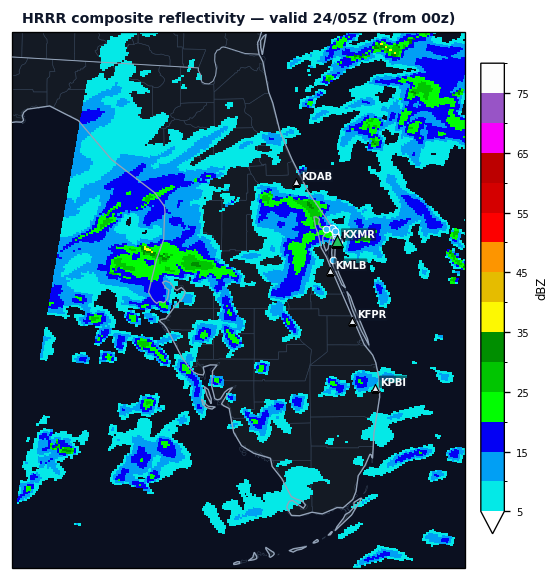 HRRR composite reflectivity — valid 24/05Z (from 00z)
KDAB
KXMR
KMLB
KFPR
KPBI
75
65
55
45
35
25
15
5
dBZ